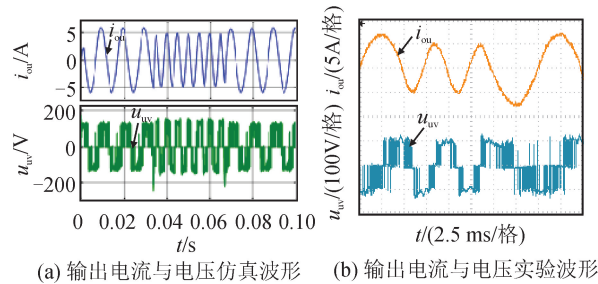 i_ou/A
5
0
−5
i_ou
u_uv/V
200
0
−200
u_uv
0 0.02 0.04 0.06 0.08 0.10
t/s
(a) 输出电流与电压仿真波形
i_ou/(5A/格)
i_ou
u_uv/(100V/格)
u_uv
t/(2.5 ms/格)
(b) 输出电流与电压实验波形